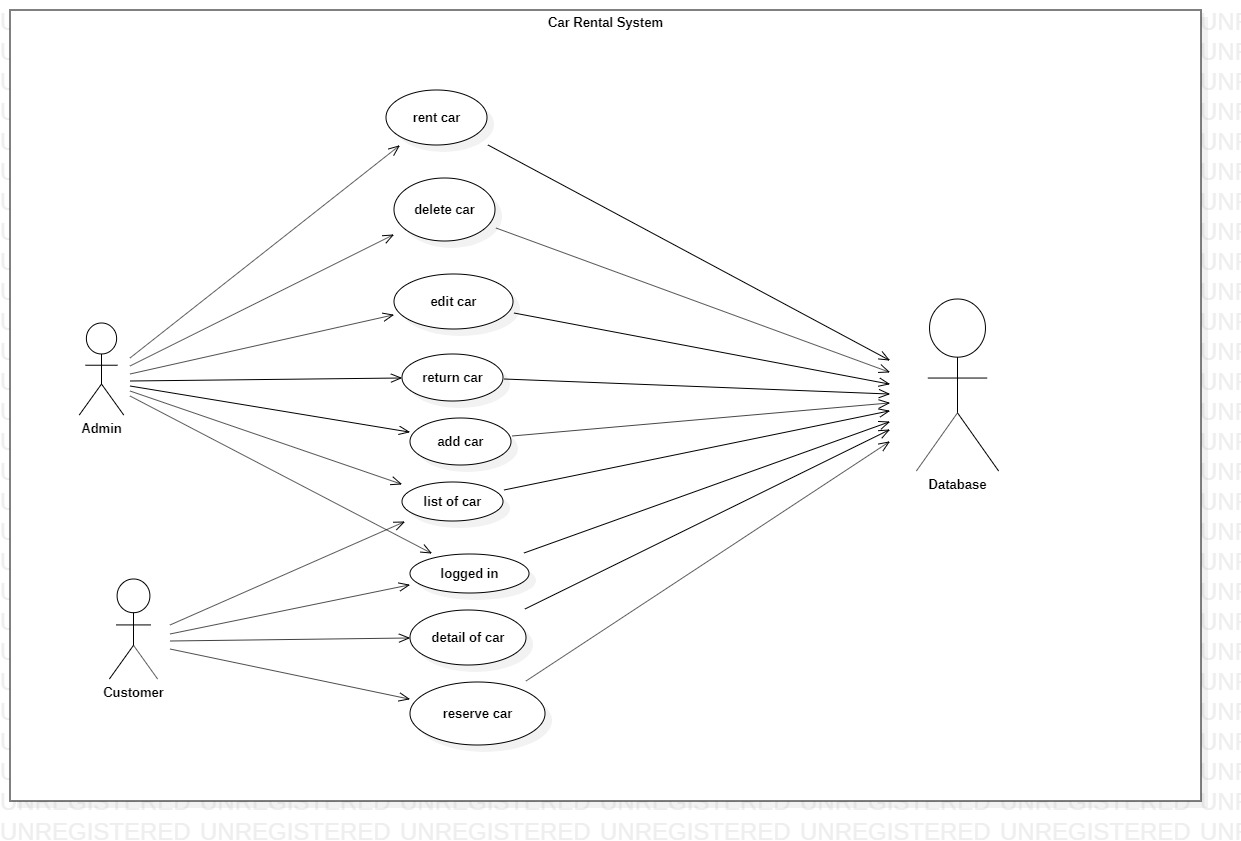 Car Rental System
rent car
delete car
edit car
return car
Admin
add car
Database
list of car
logged in
detail of car
Customer
reserve car
UNREGISTERED UNREGISTERED UNREGISTERED UNREGISTERED UNREGISTERED UNREGISTERED
UNREGISTERED UNREGISTERED UNREGISTERED UNREGISTERED UNREGISTERED UNREGISTERED